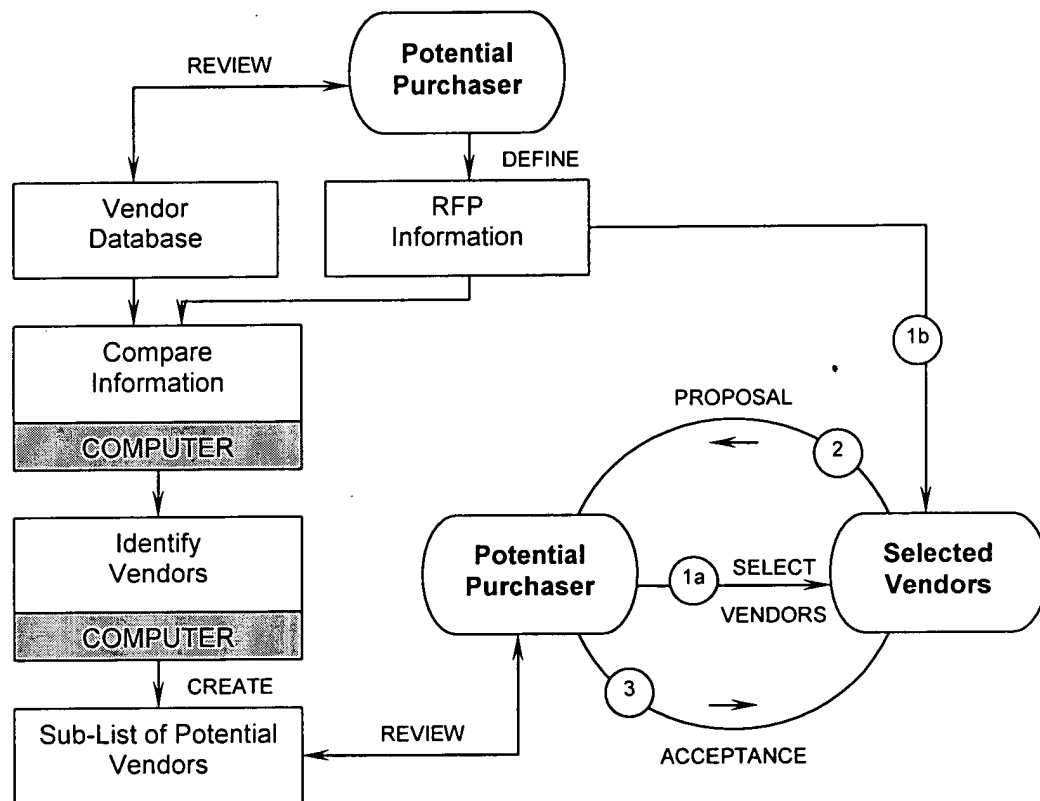 Potential
Purchaser
REVIEW
DEFINE
Vendor
Database
RFP
Information
1b
Compare
Information
COMPUTER
PROPOSAL
2
Identify
Vendors
COMPUTER
Potential
Purchaser
1a
SELECT
VENDORS
Selected
Vendors
CREATE
3
Sub-List of Potential
Vendors
REVIEW
ACCEPTANCE